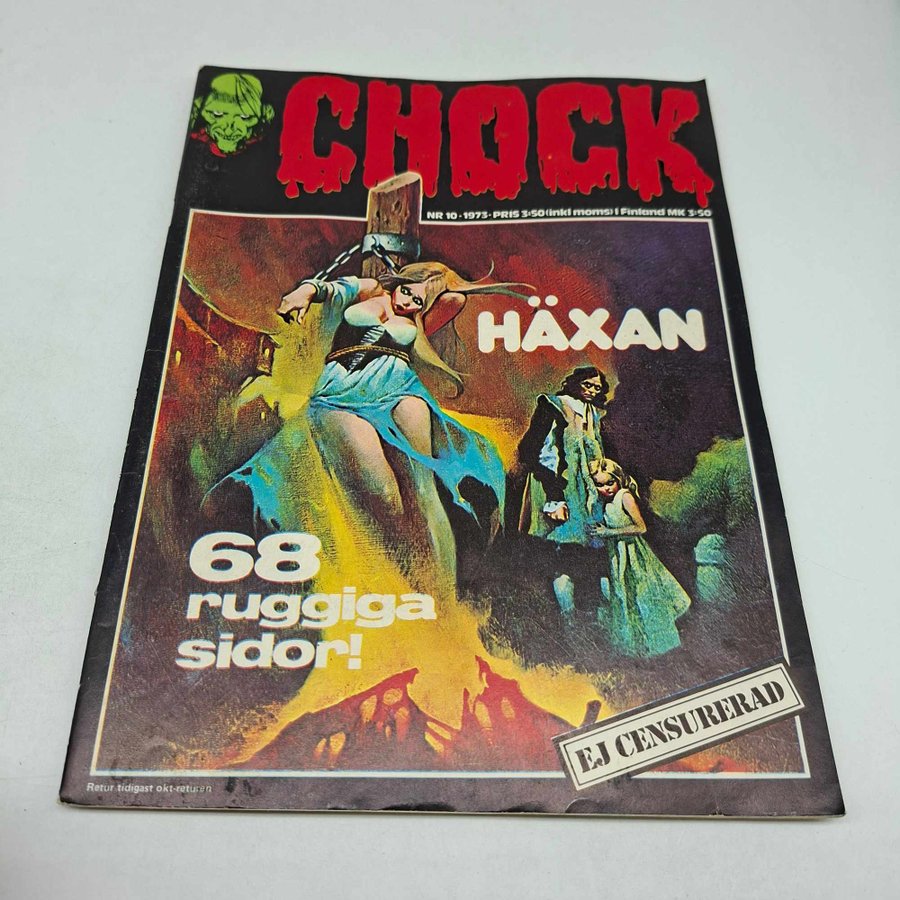 CHOCK
NR 10 · 1973 · PRIS 3:50 (inkl moms) i Finland MK 3:50
HÄXAN
68
ruggiga
sidor!
EJ CENSURERAD
Retur tidigast okt-returen